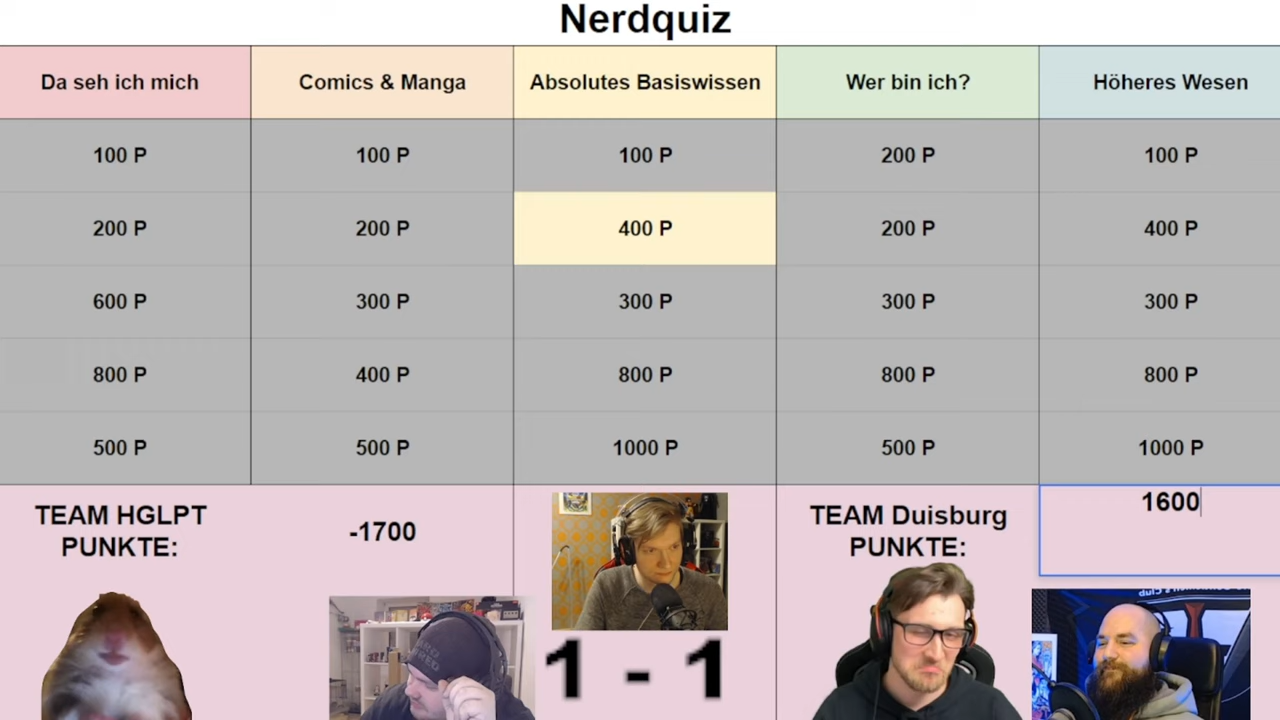 Nerdquiz
Da seh ich mich
Comics & Manga
Absolutes Basiswissen
Wer bin ich?
Höheres Wesen
100 P
100 P
100 P
200 P
100 P
200 P
200 P
400 P
200 P
400 P
600 P
300 P
300 P
300 P
300 P
800 P
400 P
800 P
800 P
800 P
500 P
500 P
1000 P
500 P
1000 P
TEAM HGLPT
PUNKTE:
-1700
TEAM Duisburg
PUNKTE:
1600
1 - 1